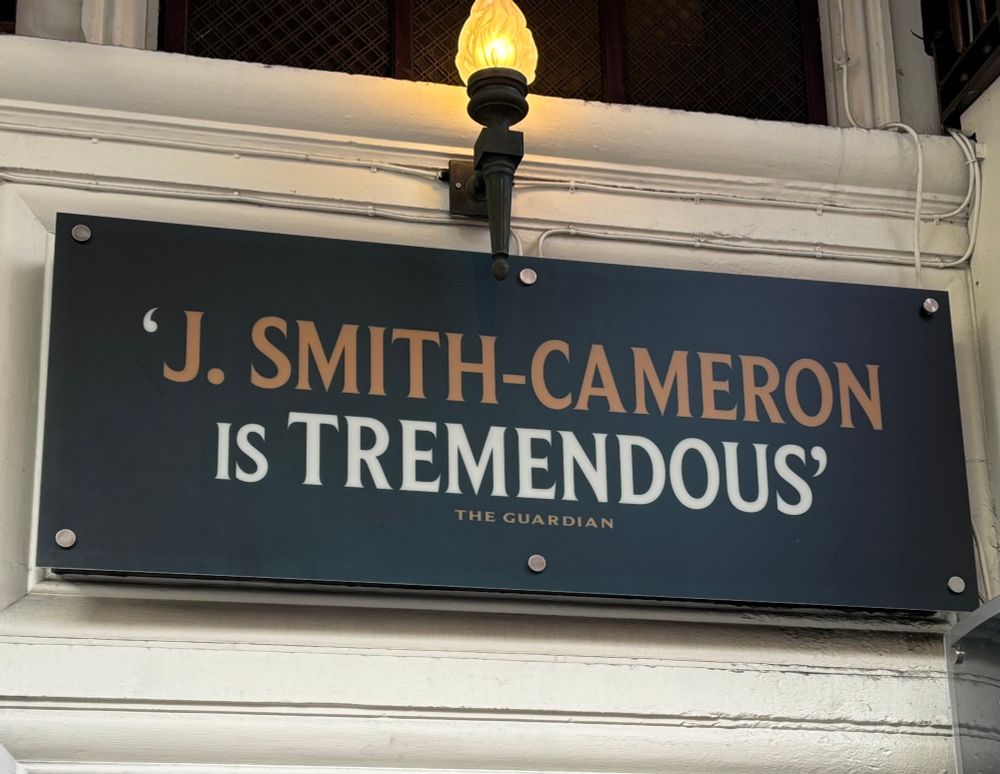 ‘J. SMITH-CAMERON
IS TREMENDOUS’
THE GUARDIAN